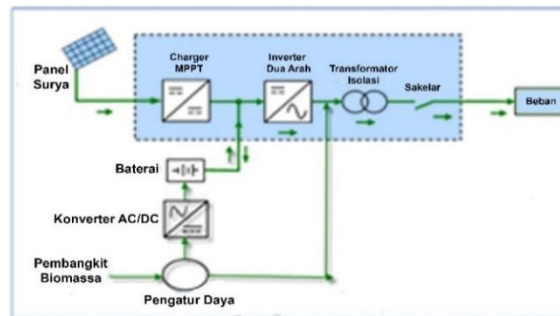 Charger
MPPT
Inverter
Dua Arah
Transformator
Isolasi
Sakelar
Panel
Surya
Beban
Baterai
Konverter AC/DC
Pembangkit
Biomassa
Pengatur Daya